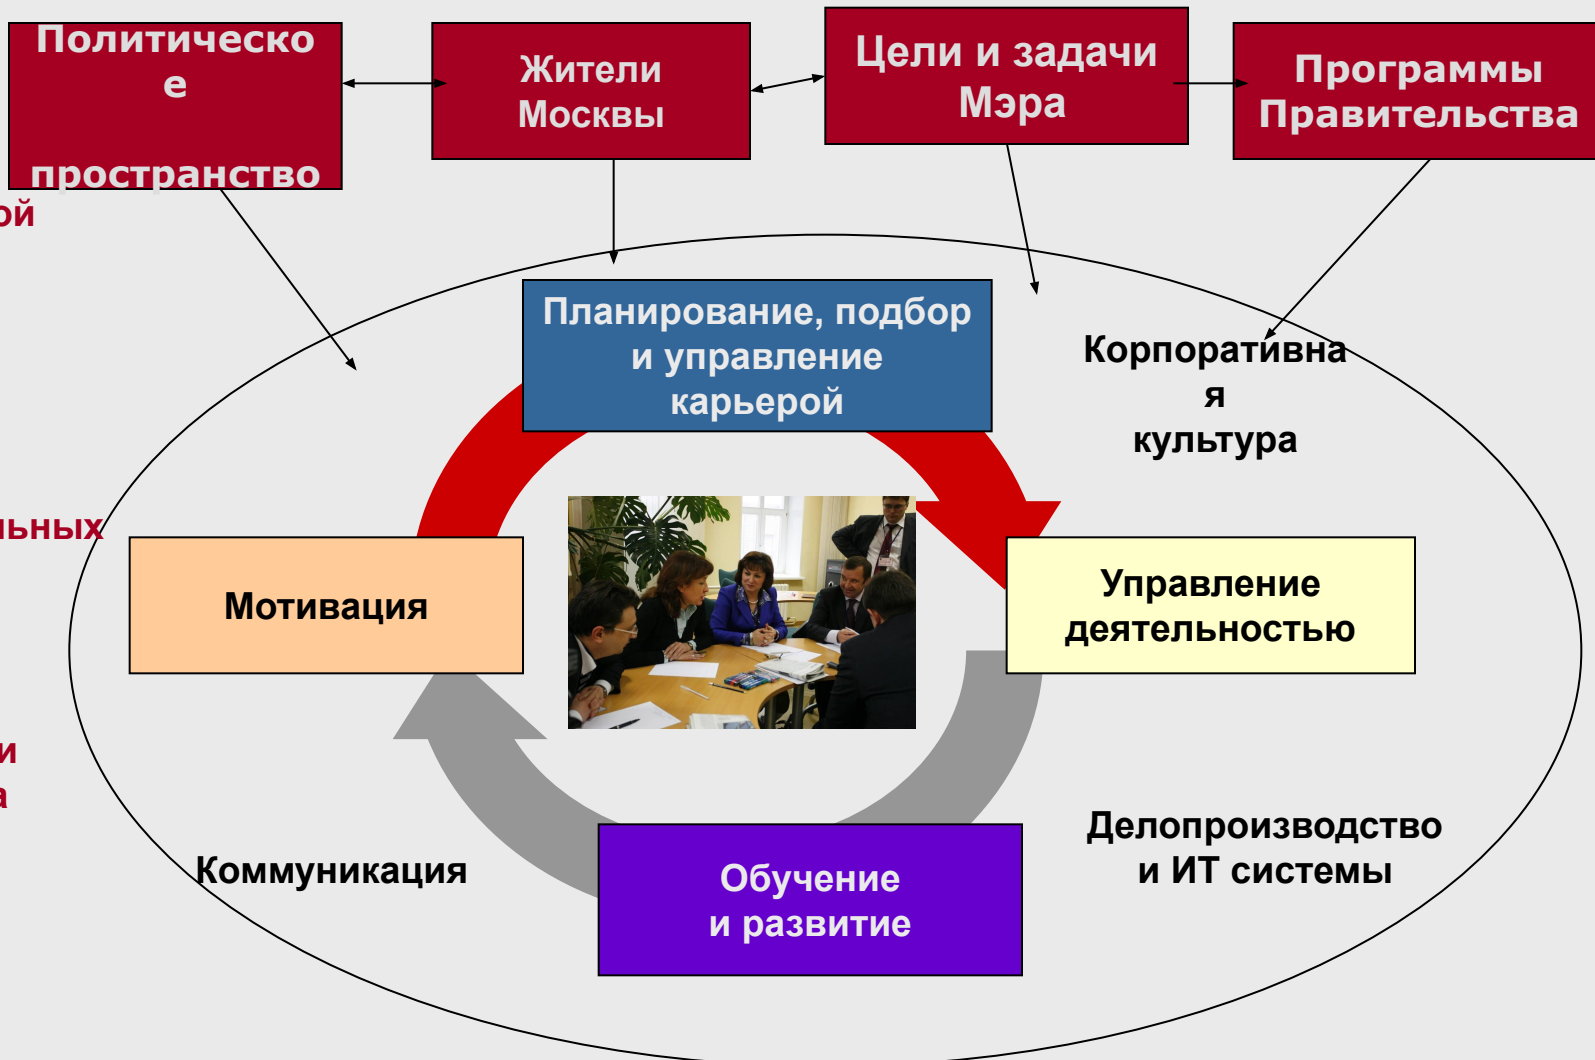 Политическо
е
пространство
Жители
Москвы
Цели и задачи
Мэра
Программы
Правительства
ой
Планирование, подбор
и управление
карьерой
Корпоративна
я
культура
льных
Мотивация
Управление
деятельностью
и
а
Коммуникация
Обучение
и развитие
Делопроизводство
и ИТ системы